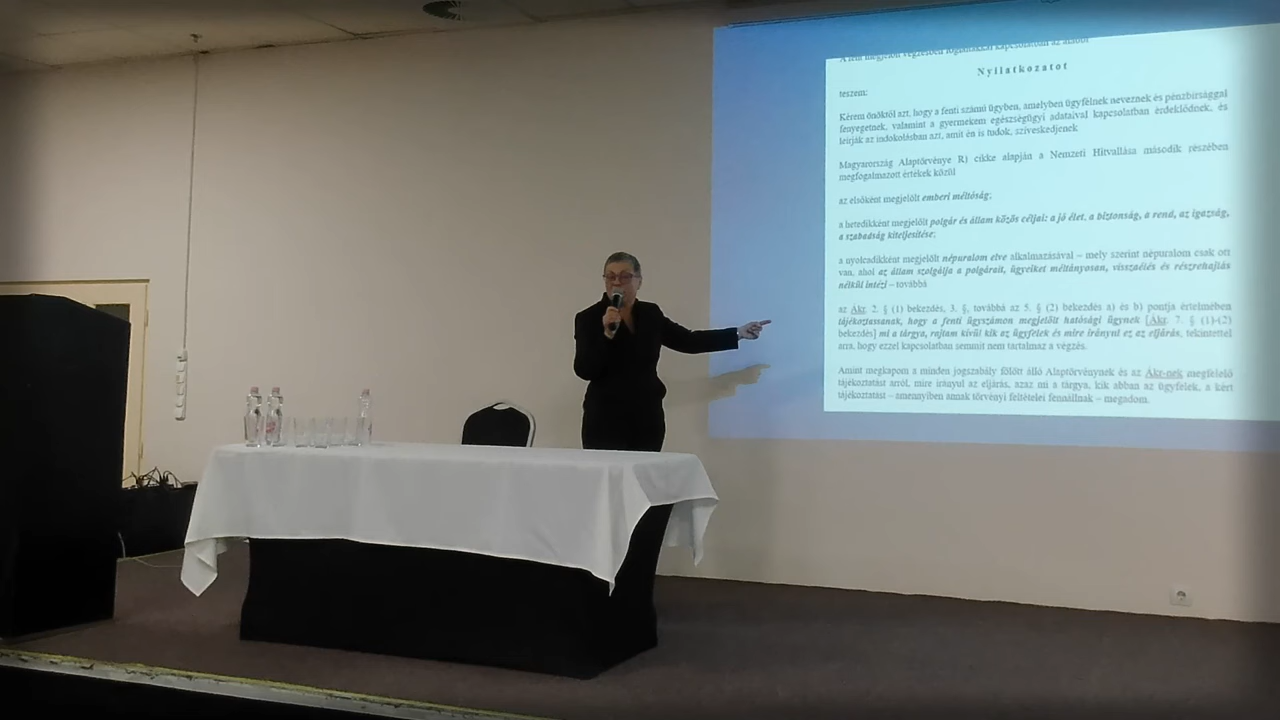 A fent megjelölt végzésben foglaltakkal kapcsolatban az alábbi
Nyilatkozatot
teszem:
Kérem önöktől azt, hogy a fenti számú ügyben, amelyben ügyfélnek neveznek és pénzbírsággal
fenyegetnek, valamint a gyermekem egészségügyi adataival kapcsolatban érdeklődnek, és
leírják az indokolásban azt, amit én is tudok, szíveskedjenek
Magyarország Alaptörvénye R) cikke alapján a Nemzeti Hitvallása második részében
megfogalmazott értékek közül
az elsőként megjelölt emberi méltóság;
a hetedikként megjelölt polgár és állam közös céljai: a jó élet, a biztonság, a rend, az igazság,
a szabadság kiteljesítése;
a nyolcadikként megjelölt népuralom elve alkalmazásával – mely szerint népuralom csak ott
van, ahol az állam szolgálja a polgárait, ügyeiket méltányosan, visszaélés és részrehajlás
nélkül intézi – továbbá
az Ákr. 2. § (1) bekezdés, 3. §, továbbá az 5. § (2) bekezdés a) és b) pontja értelmében
tájékoztassanak, hogy a fenti ügyszámon megjelölt hatósági ügynek [Ákr. 7. § (1)-(2)
bekezdés] mi a tárgya, rajtam kívül kik az ügyfelek és mire irányul ez az eljárás, tekintettel
arra, hogy ezzel kapcsolatban semmit nem tartalmaz a végzés.
Amint megkapom a minden jogszabály fölött álló Alaptörvénynek és az Ákr-nek megfelelő
tájékoztatást arról, mire irányul az eljárás, azaz mi a tárgya, kik abban az ügyfelek, a kért
tájékoztatást – amennyiben annak törvényi feltételei fennállnak – megadom.